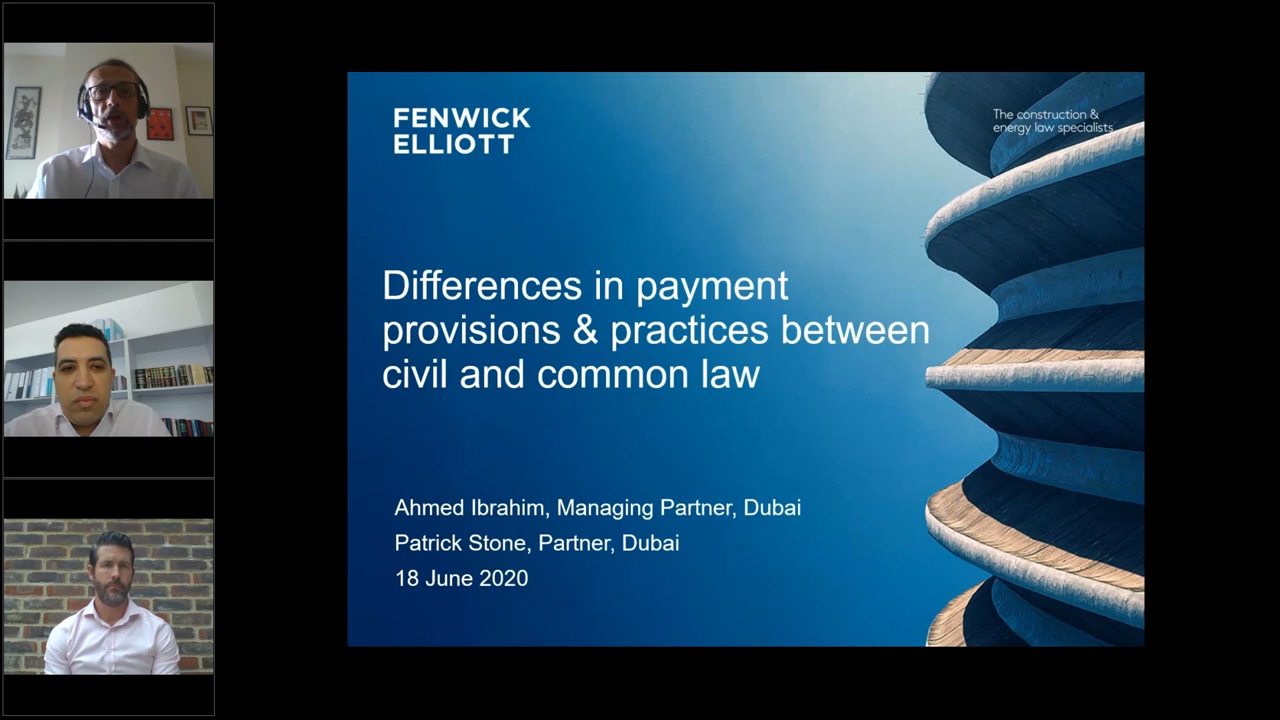 FENWICK
ELLIOTT
The construction &
energy law specialists
Differences in payment
provisions & practices between
civil and common law
Ahmed Ibrahim, Managing Partner, Dubai
Patrick Stone, Partner, Dubai
18 June 2020